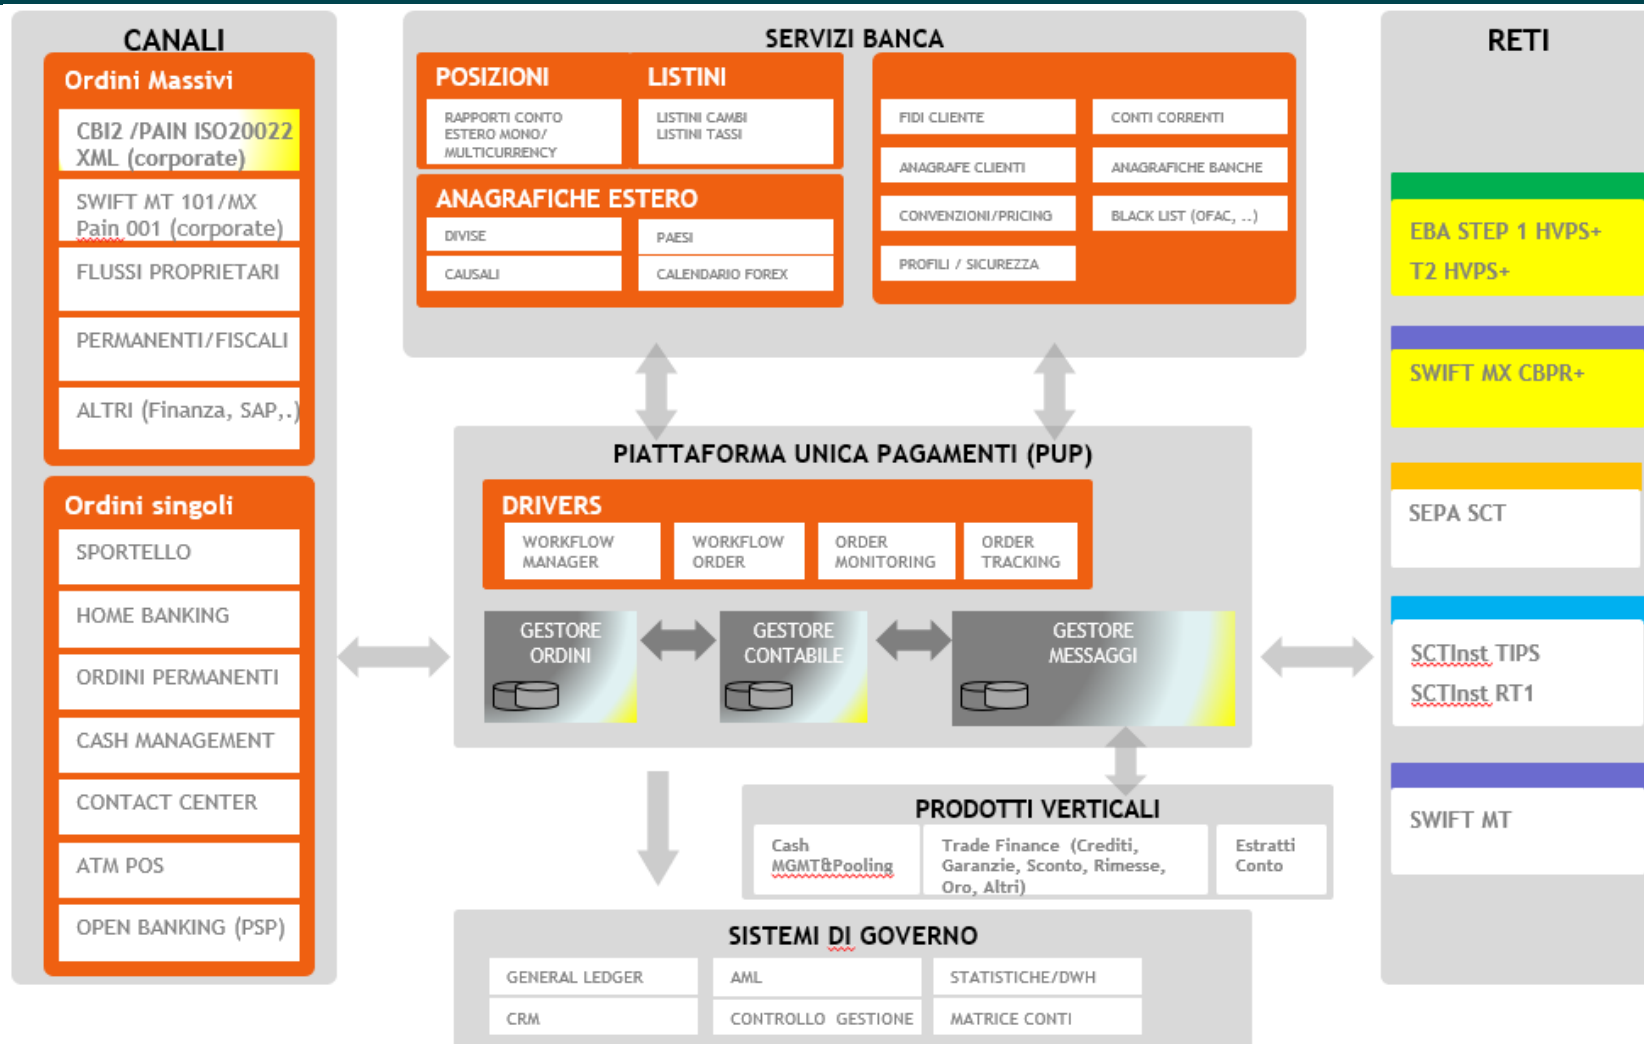 CANALI
Ordini Massivi
CBI2 /PAIN ISO20022
XML (corporate)
SWIFT MT 101/MX
Pain 001 (corporate)
FLUSSI PROPRIETARI
PERMANENTI/FISCALI
ALTRI (Finanza, SAP,.)
Ordini singoli
SPORTELLO
HOME BANKING
ORDINI PERMANENTI
CASH MANAGEMENT
CONTACT CENTER
ATM POS
OPEN BANKING (PSP)
SERVIZI BANCA
POSIZIONI
RAPPORTI CONTO
ESTERO MONO/
MULTICURRENCY
LISTINI
LISTINI CAMBI
LISTINI TASSI
ANAGRAFICHE ESTERO
DIVISE
PAESI
CAUSALI
CALENDARIO FOREX
FIDI CLIENTE
CONTI CORRENTI
ANAGRAFE CLIENTI
ANAGRAFICHE BANCHE
CONVENZIONI/PRICING
BLACK LIST (OFAC, ..)
PROFILI / SICUREZZA
PIATTAFORMA UNICA PAGAMENTI (PUP)
DRIVERS
WORKFLOW
MANAGER
WORKFLOW
ORDER
ORDER
MONITORING
ORDER
TRACKING
GESTORE
ORDINI
GESTORE
CONTABILE
GESTORE
MESSAGGI
PRODOTTI VERTICALI
Cash
MGMT&Pooling
Trade Finance (Crediti,
Garanzie, Sconto, Rimesse,
Oro, Altri)
Estratti
Conto
SISTEMI DI GOVERNO
GENERAL LEDGER
AML
STATISTICHE/DWH
CRM
CONTROLLO GESTIONE
MATRICE CONTI
RETI
EBA STEP 1 HVPS+
T2 HVPS+
SWIFT MX CBPR+
SEPA SCT
SCTInst TIPS
SCTInst RT1
SWIFT MT